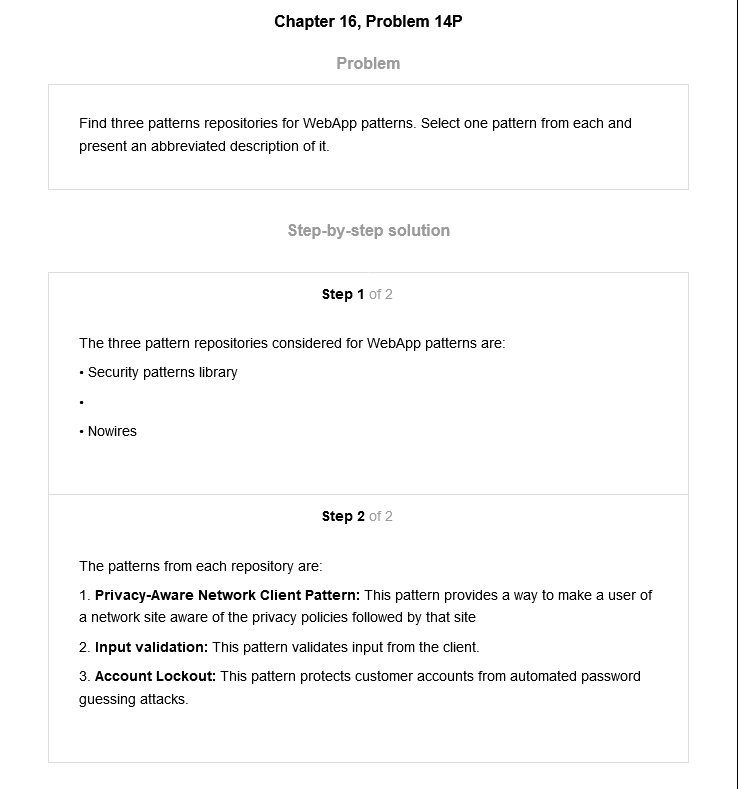 Chapter 16, Problem 14P
Problem
Find three patterns repositories for WebApp patterns. Select one pattern from each and
present an abbreviated description of it.
Step-by-step solution
Step 1 of 2
The three pattern repositories considered for WebApp patterns are:
• Security patterns library
•
• Nowires
Step 2 of 2
The patterns from each repository are:
1. Privacy-Aware Network Client Pattern: This pattern provides a way to make a user of
a network site aware of the privacy policies followed by that site
2. Input validation: This pattern validates input from the client.
3. Account Lockout: This pattern protects customer accounts from automated password
guessing attacks.